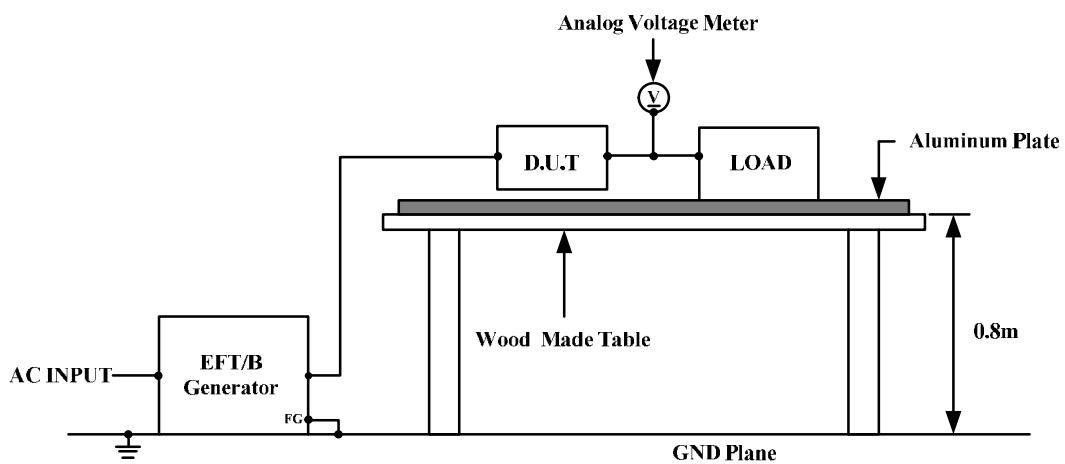 Analog Voltage Meter
V
D.U.T
LOAD
Aluminum Plate
Wood Made Table
0.8m
EFT/B
Generator
AC INPUT
FG
GND Plane